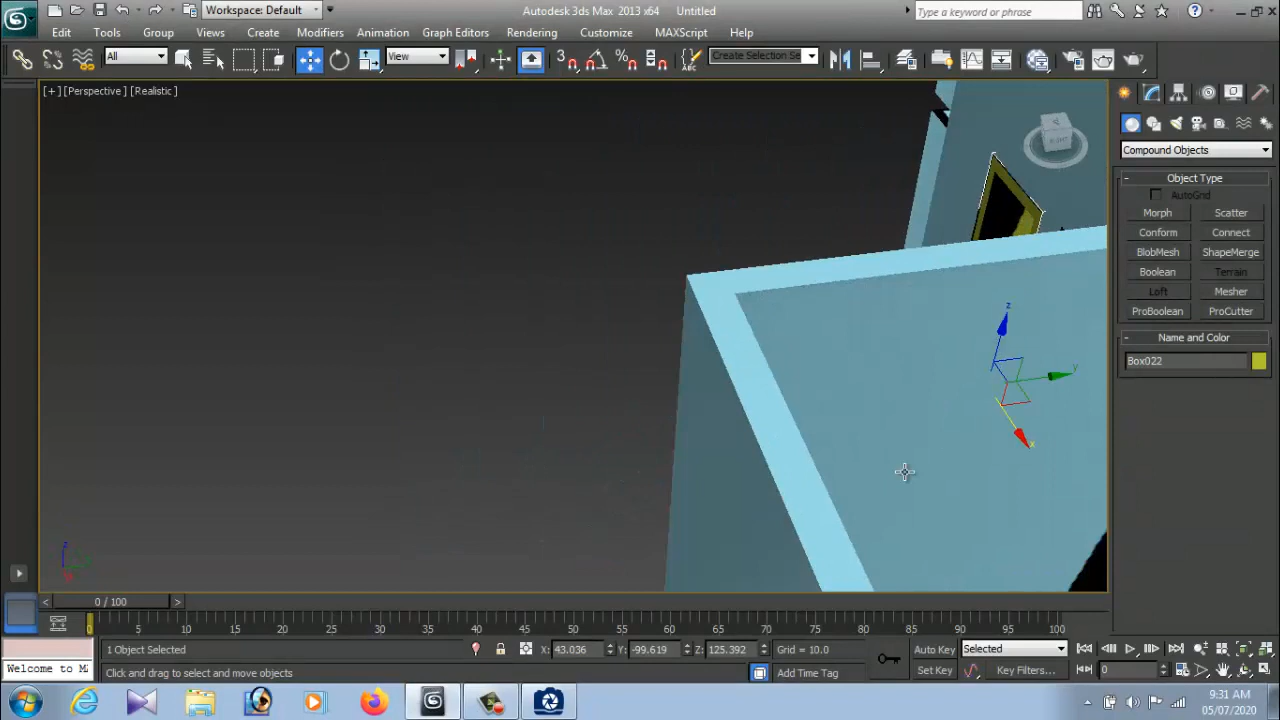 Workspace: Default
Autodesk 3ds Max 2013 x64 Untitled
Type a keyword or phrase
Edit Tools Group Views Create Modifiers Animation Graph Editors Rendering Customize MAXScript Help
All
View
3
Create Selection Se
[+] [Perspective] [Realistic]
Compound Objects
- Object Type
AutoGrid
Morph Scatter
Conform Connect
BlobMesh ShapeMerge
Boolean Terrain
Loft Mesher
ProBoolean ProCutter
- Name and Color
Box022
z
y
x
z
< 0 / 100 >
0 5 10 15 20 25 30 35 40 45 50 55 60 65 70 75 80 85 90 95 100
1 Object Selected
X: 43.036 Y: -99.619 Z: 125.392 Grid = 10.0
Auto Key Selected
Welcome to M
Click and drag to select and move objects
Add Time Tag
Set Key Key Filters... 0
9:31 AM
05/07/2020